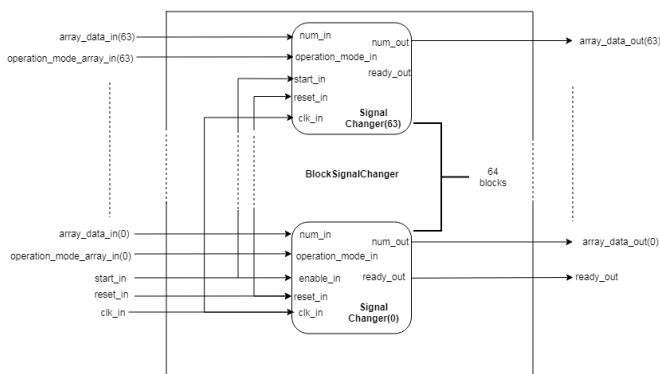 array_data_in(63)
operation_mode_array_in(63)
num_in
operation_mode_in
start_in
reset_in
clk_in
num_out
ready_out
Signal
Changer(63)
array_data_out(63)
BlockSignalChanger
64
blocks
array_data_in(0)
operation_mode_array_in(0)
start_in
reset_in
clk_in
num_in
operation_mode_in
enable_in
reset_in
clk_in
num_out
ready_out
Signal
Changer(0)
array_data_out(0)
ready_out